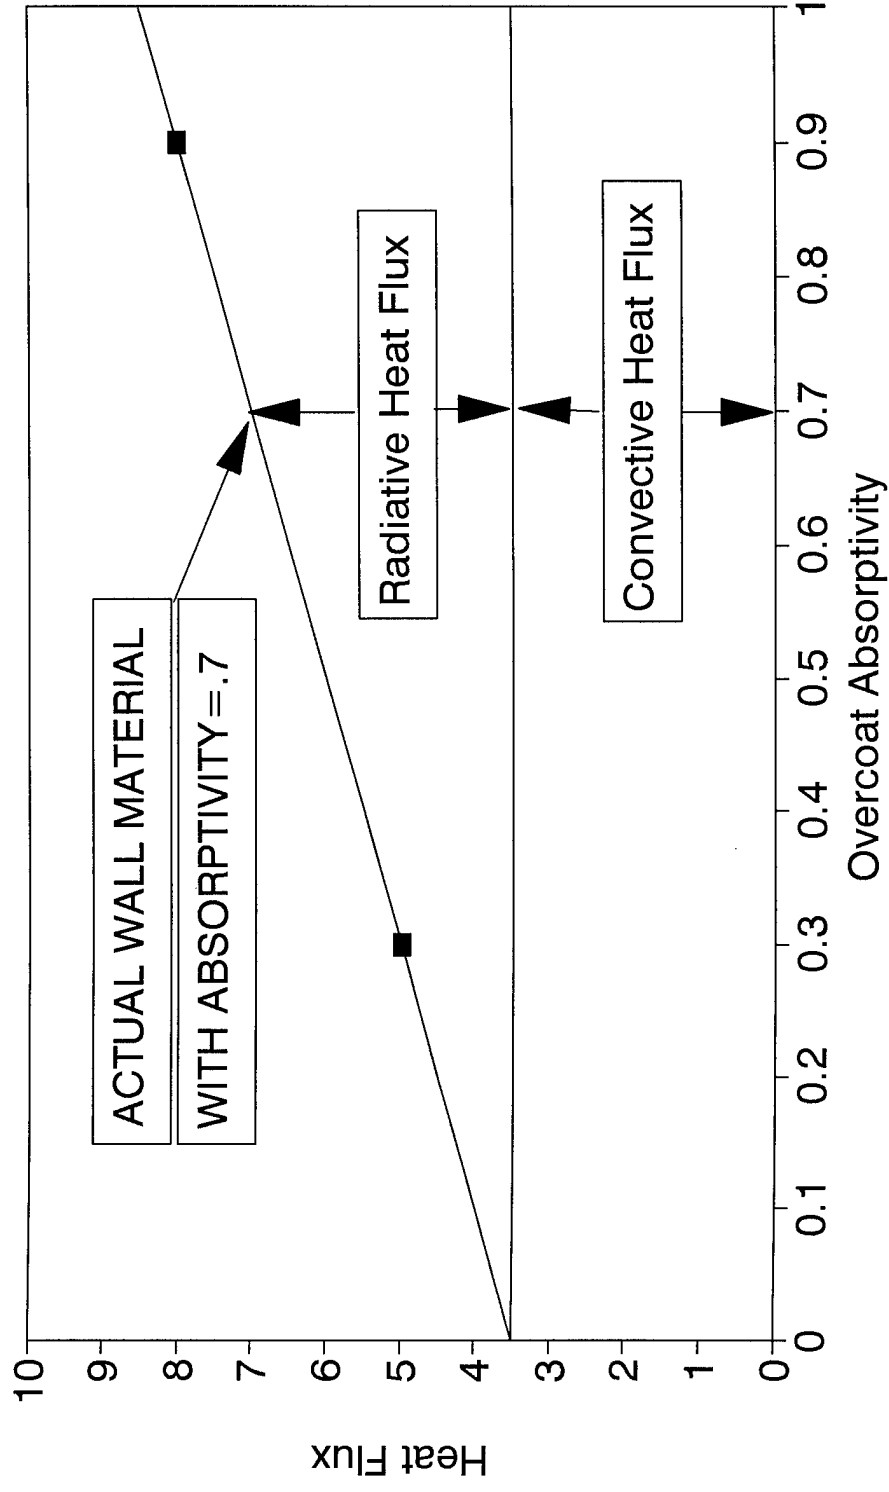 10
9
8
7
6
5
4
3
2
1
0
Heat Flux
ACTUAL WALL MATERIAL
WITH ABSORPTIVITY=.7
Radiative Heat Flux
Convective Heat Flux
0 0.1 0.2 0.3 0.4 0.5 0.6 0.7 0.8 0.9 1
Overcoat Absorptivity